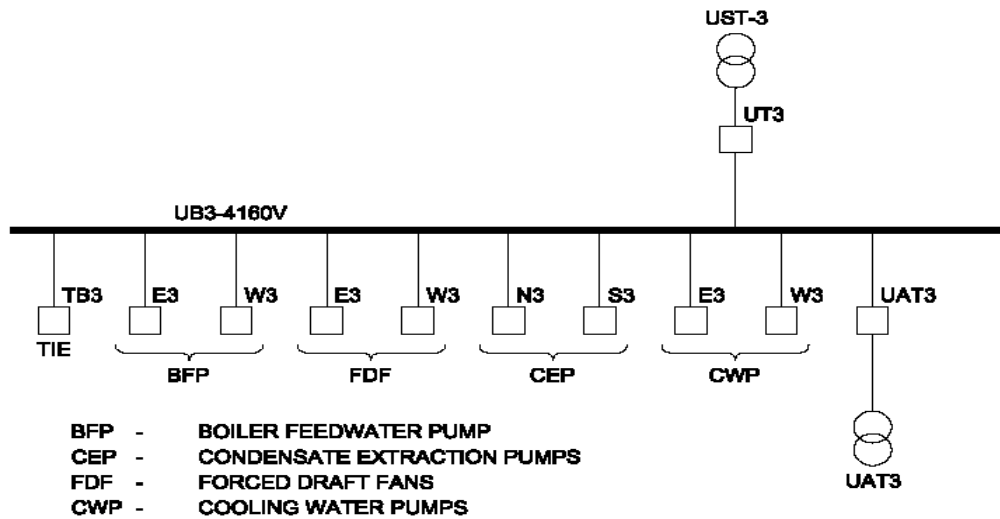 UST-3
UT3
UB3-4160V
TB3 E3 W3 E3 W3 N3 S3 E3 W3 UAT3
TIE
BFP FDF CEP CWP
BFP - BOILER FEEDWATER PUMP
CEP - CONDENSATE EXTRACTION PUMPS
FDF - FORCED DRAFT FANS
CWP - COOLING WATER PUMPS
UAT3